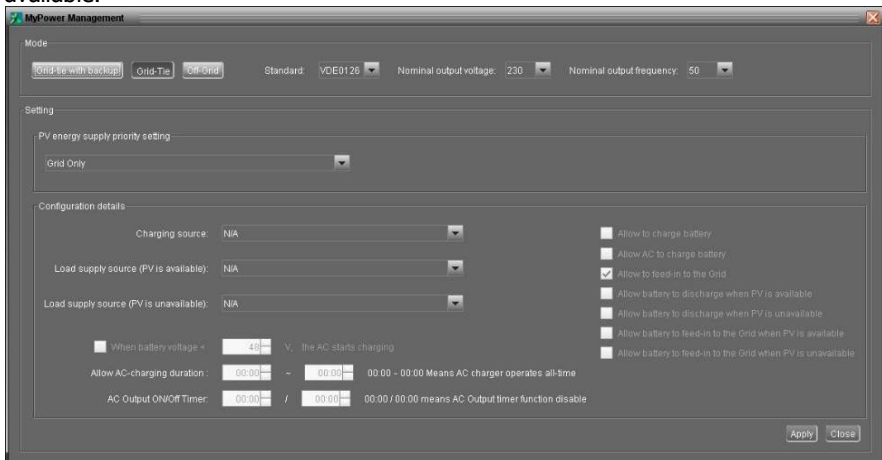 available.
MyPower Management
Mode
Grid-tie with backup Grid-Tie Off-Grid Standard: VDE0126 Nominal output voltage: 230 Nominal output frequency: 50
Setting
PV energy supply priority setting
Grid Only
Configuration details
Charging source: N/A
Allow to charge battery
Allow AC to charge battery
Load supply source (PV is available): N/A
Allow to feed-in to the Grid
Allow battery to discharge when PV is available
Load supply source (PV is unavailable): N/A
Allow battery to discharge when PV is unavailable
Allow battery to feed-in to the Grid when PV is available
When battery voltage < 48 V, the AC starts charging
Allow battery to feed-in to the Grid when PV is unavailable
Allow AC-charging duration : 00:00 ~ 00:00 00:00 - 00:00 Means AC charger operates all-time
AC Output ON/Off Timer: 00:00 / 00:00 00:00 / 00:00 means AC Output timer function disable
Apply Close